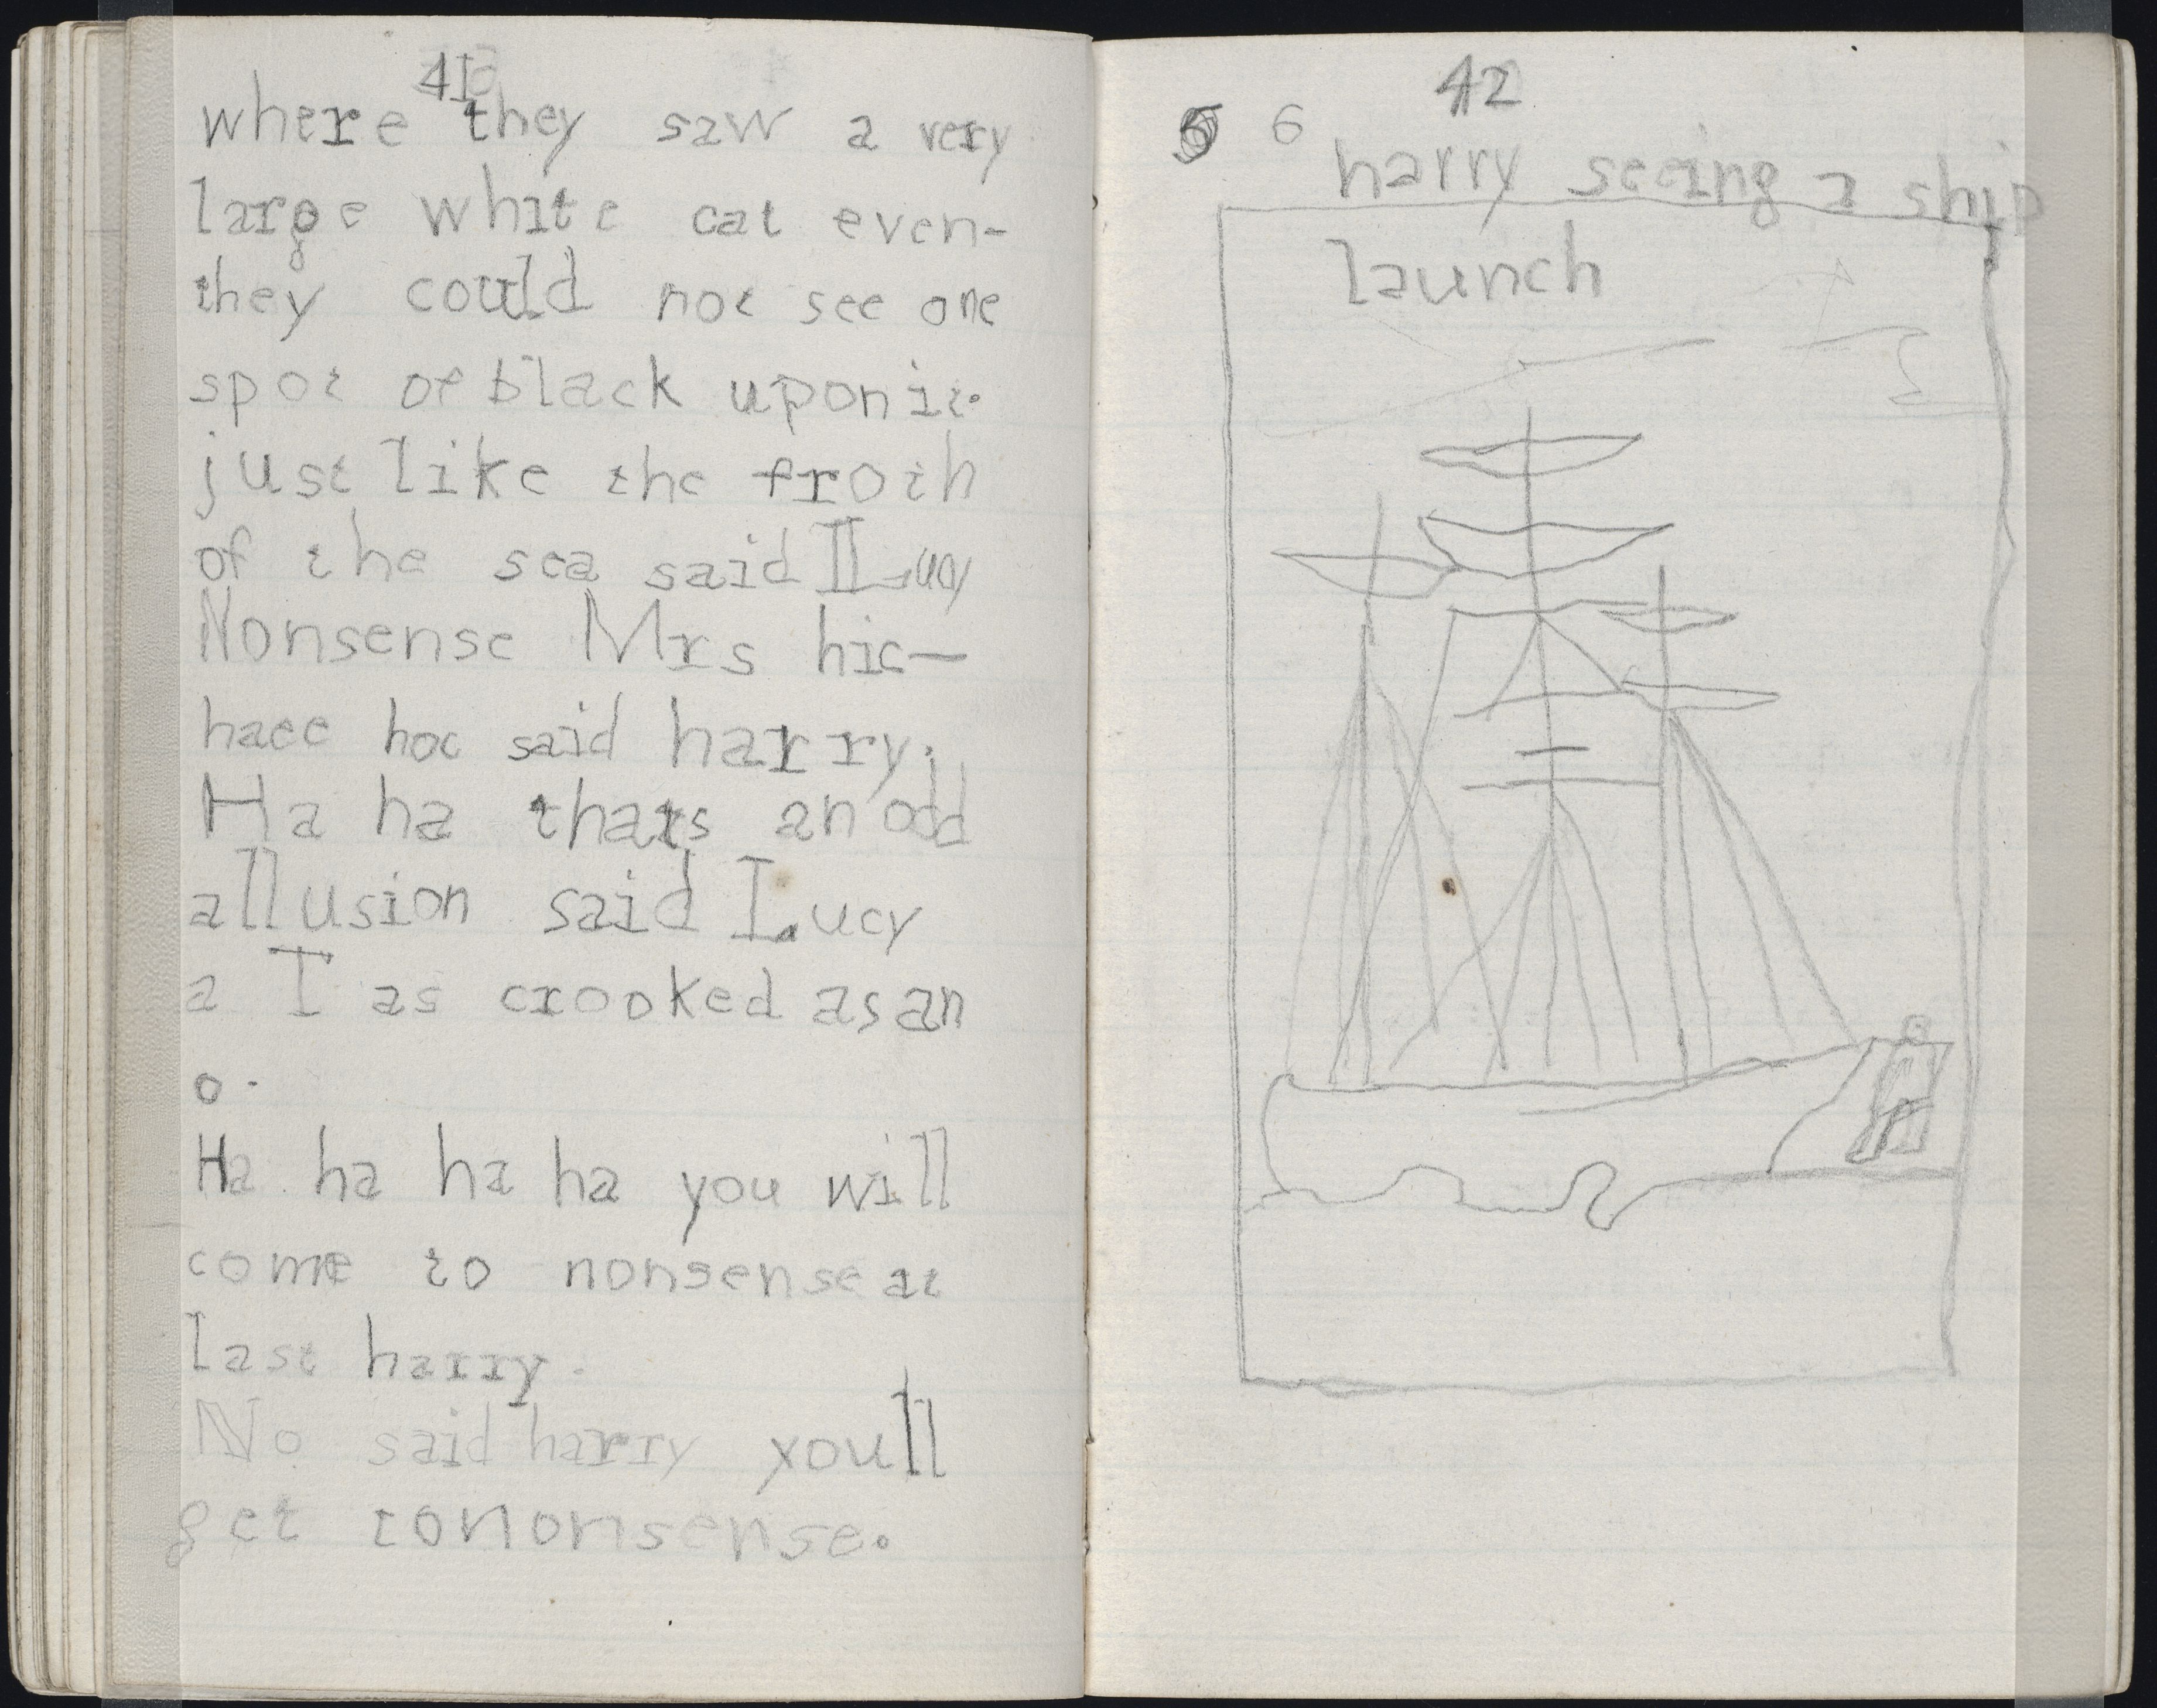 41
where they saw a very
large white cat even-
they could not see one
spot of black upon it.
just like the froth
of the sea said Lucy
Nonsense Mrs hic-
haec hoc said harry.
Ha ha thats an odd
allusion said Lucy
a I as crooked as an
o.
Ha ha ha ha you will
come to nonsense at
last harry.
No said harry youll
get to nonsense.
42
6
harry seeing a ship
launch